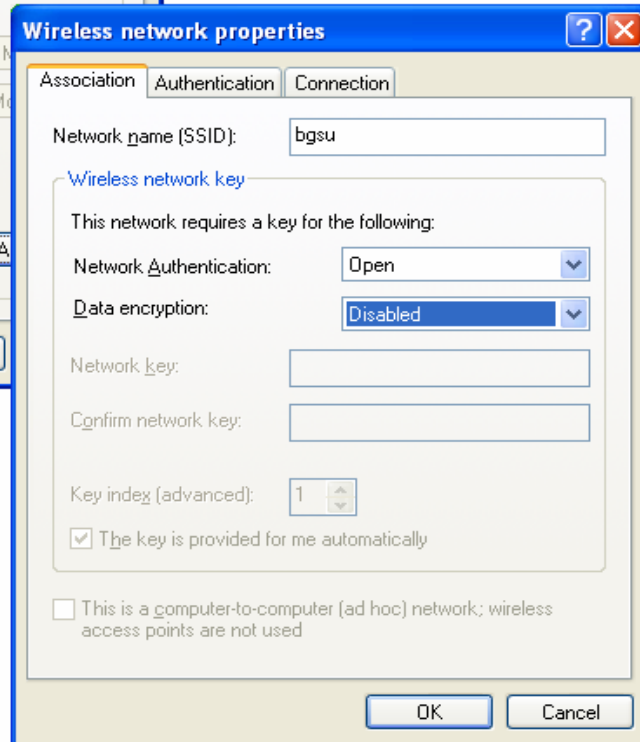 Wireless network properties
Association Authentication Connection
Network name (SSID): bgsu
Wireless network key
This network requires a key for the following:
Network Authentication: Open
Data encryption: Disabled
Network key:
Confirm network key:
Key index (advanced): 1
The key is provided for me automatically
This is a computer-to-computer (ad hoc) network; wireless
access points are not used
OK Cancel